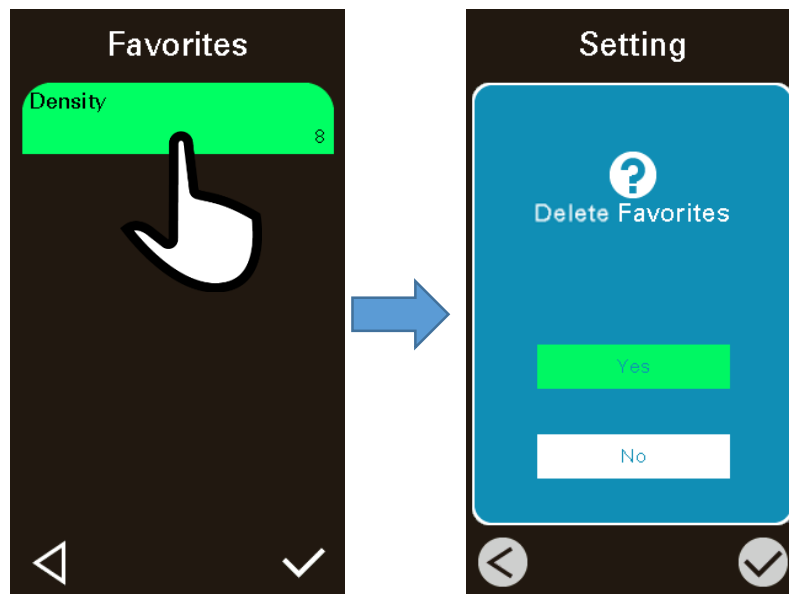 Favorites
Density
8
Setting
?
Delete Favorites
Yes
No